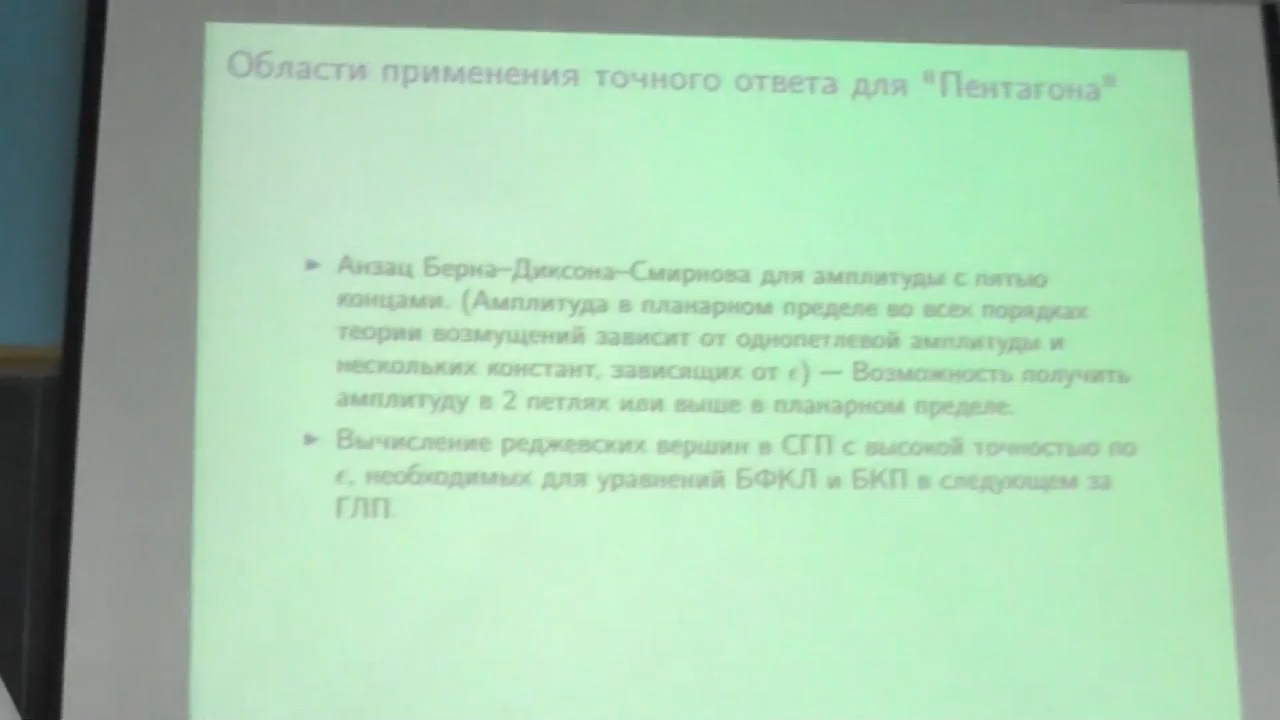 Области применения точного ответа для "Пентагона"
► Анзац Берна–Диксона–Смирнова для амплитуды с пятью
концами. (Амплитуда в планарном пределе во всех порядках
теории возмущений зависит от однопетлевой амплитуды и
нескольких констант, зависящих от ϵ) — Возможность получить
амплитуду в 2 петлях или выше в планарном пределе.
► Вычисление реджевских вершин в СГП с высокой точностью по
ϵ, необходимых для уравнений БФКЛ и БКП в следующем за
ГЛП.